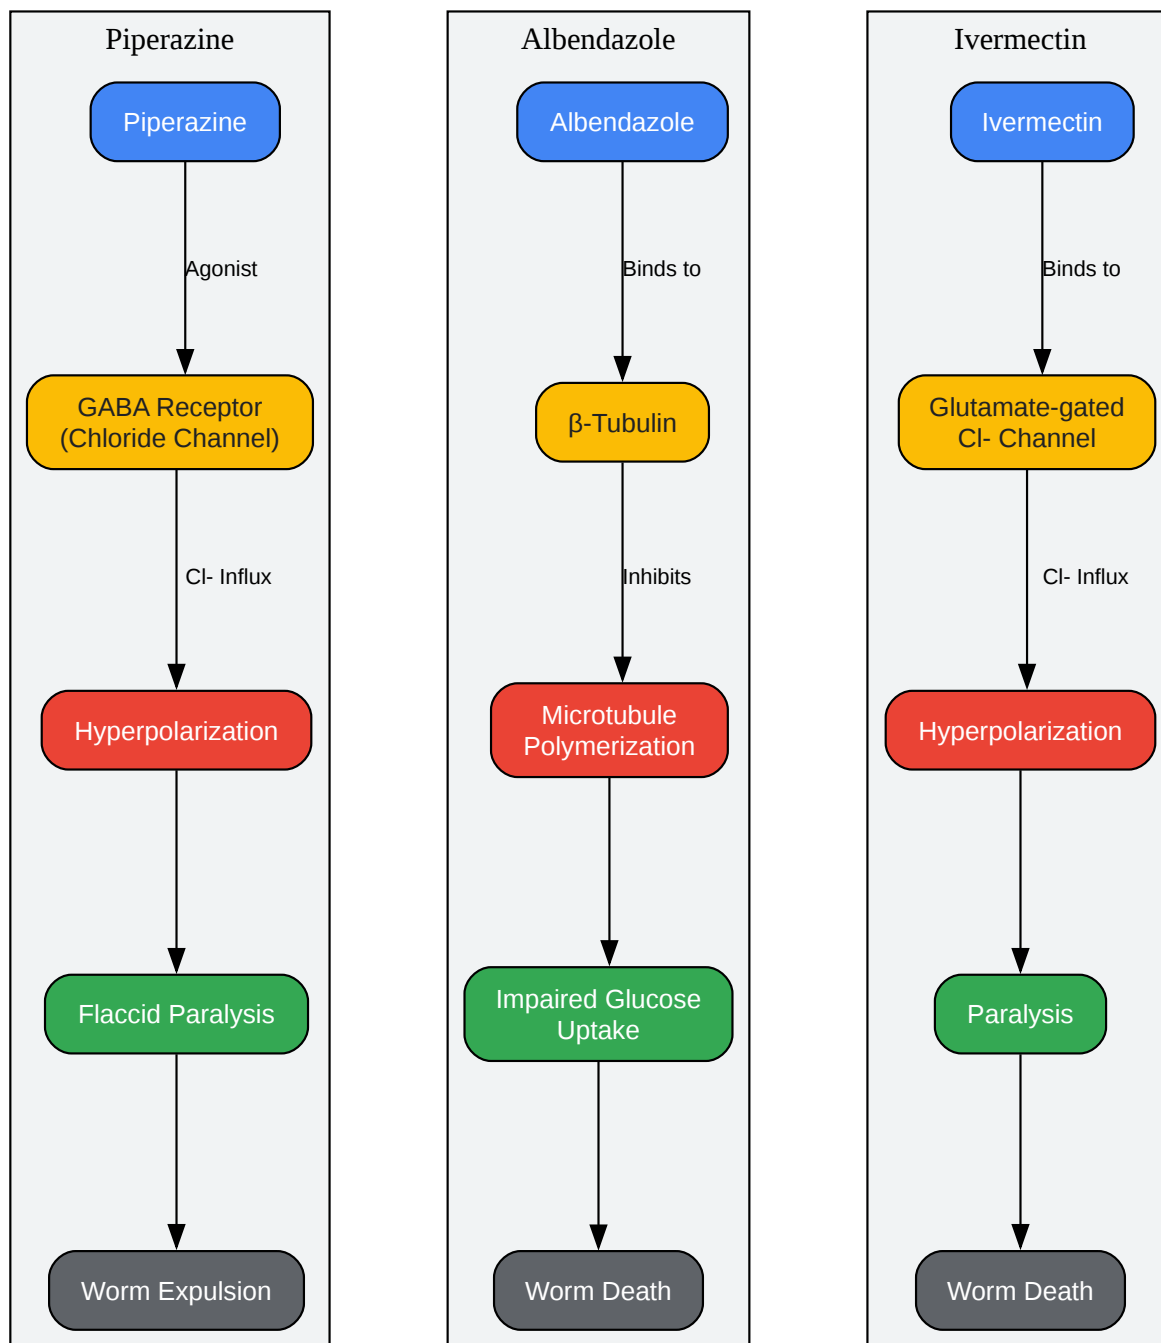 Piperazine
Piperazine
Agonist
GABA Receptor
(Chloride Channel)
Cl- Influx
Hyperpolarization
Flaccid Paralysis
Worm Expulsion
Albendazole
Albendazole
Binds to
β-Tubulin
Inhibits
Microtubule
Polymerization
Impaired Glucose
Uptake
Worm Death
Ivermectin
Ivermectin
Binds to
Glutamate-gated
Cl- Channel
Cl- Influx
Hyperpolarization
Paralysis
Worm Death